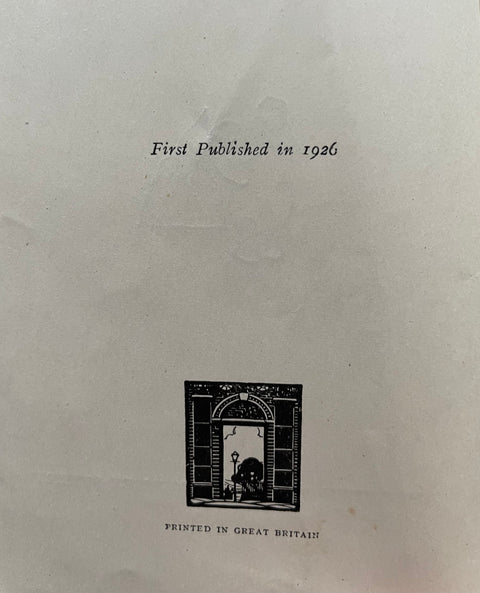 First Published in 1926
PRINTED IN GREAT BRITAIN